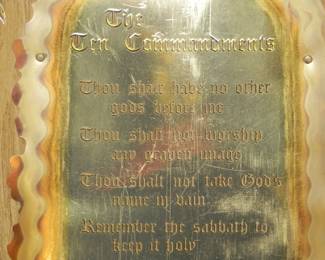 The
Ten Commandments
Thou shalt have no other
gods before me
Thou shalt not worship
any graven image
Thou shalt not take God's
name in vain
Remember the sabbath to
keep it holy